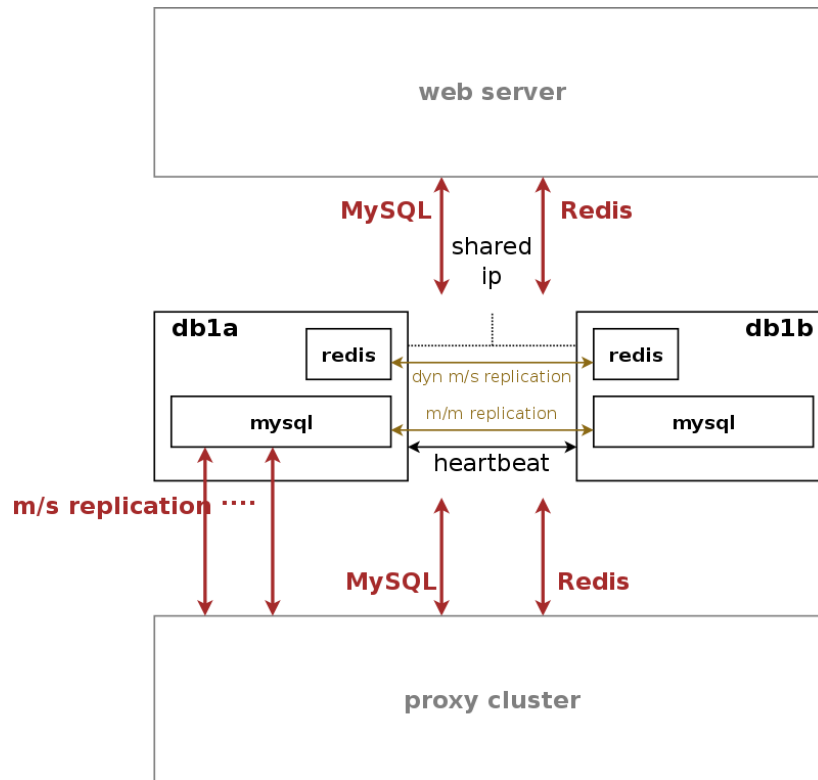 web server
MySQL
Redis
shared
ip
db1a
db1b
redis
redis
dyn m/s replication
m/m replication
mysql
mysql
heartbeat
m/s replication ....
MySQL
Redis
proxy cluster